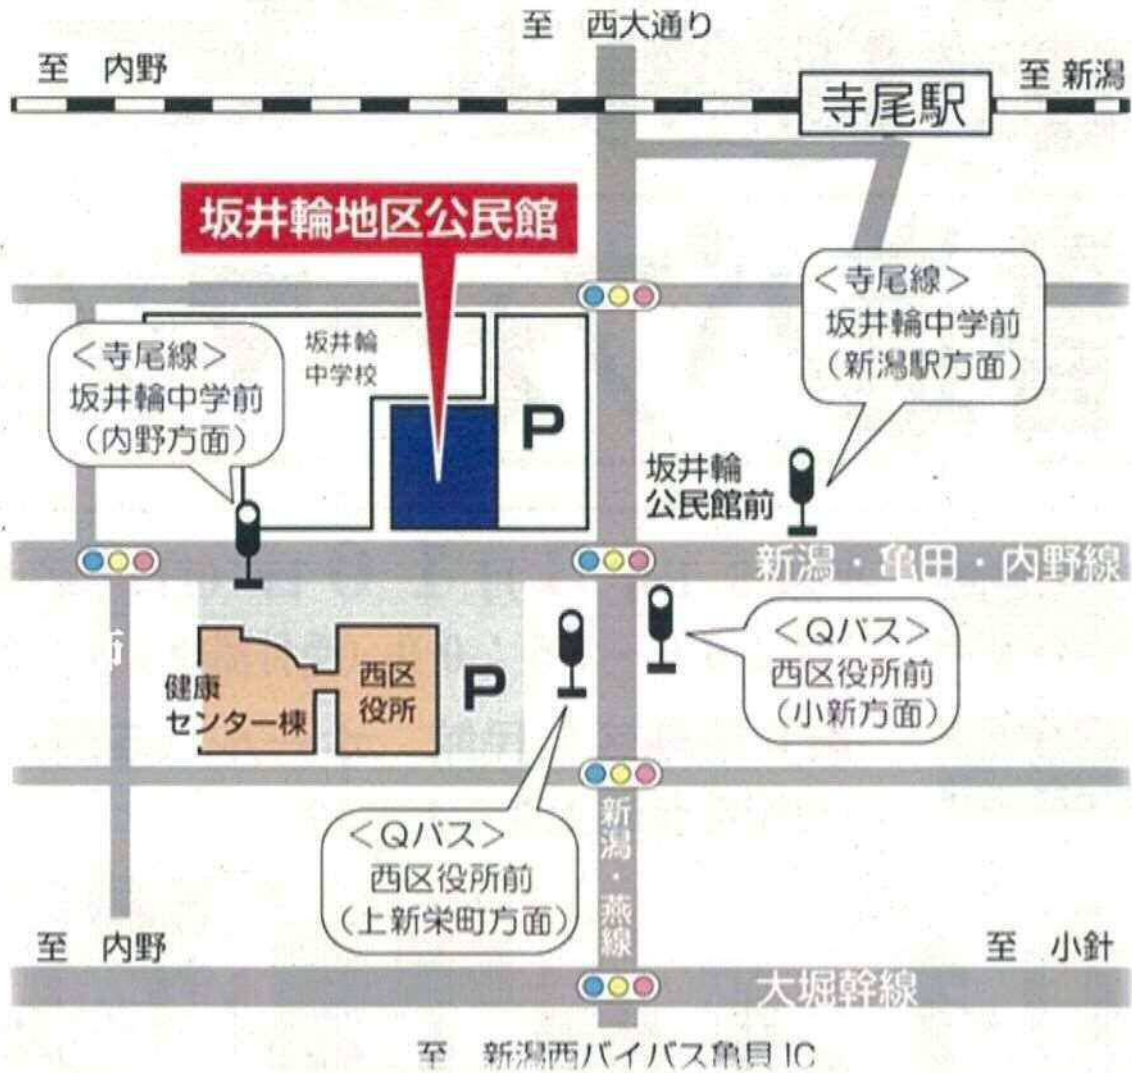 至 西大通り
至 内野
至 新潟
寺尾駅
坂井輪地区公民館
＜寺尾線＞
坂井輪中学前
（新潟駅方面）
坂井輪
中学校
＜寺尾線＞
坂井輪中学前
（内野方面）
P
坂井輪
公民館前
新潟・亀田・内野線
健康
センター棟
西区
役所
P
＜Qバス＞
西区役所前
（小新方面）
＜Qバス＞
西区役所前
（上新栄町方面）
新潟・燕線
至 内野
至 小針
大堀幹線
至 新潟西バイパス亀貝IC